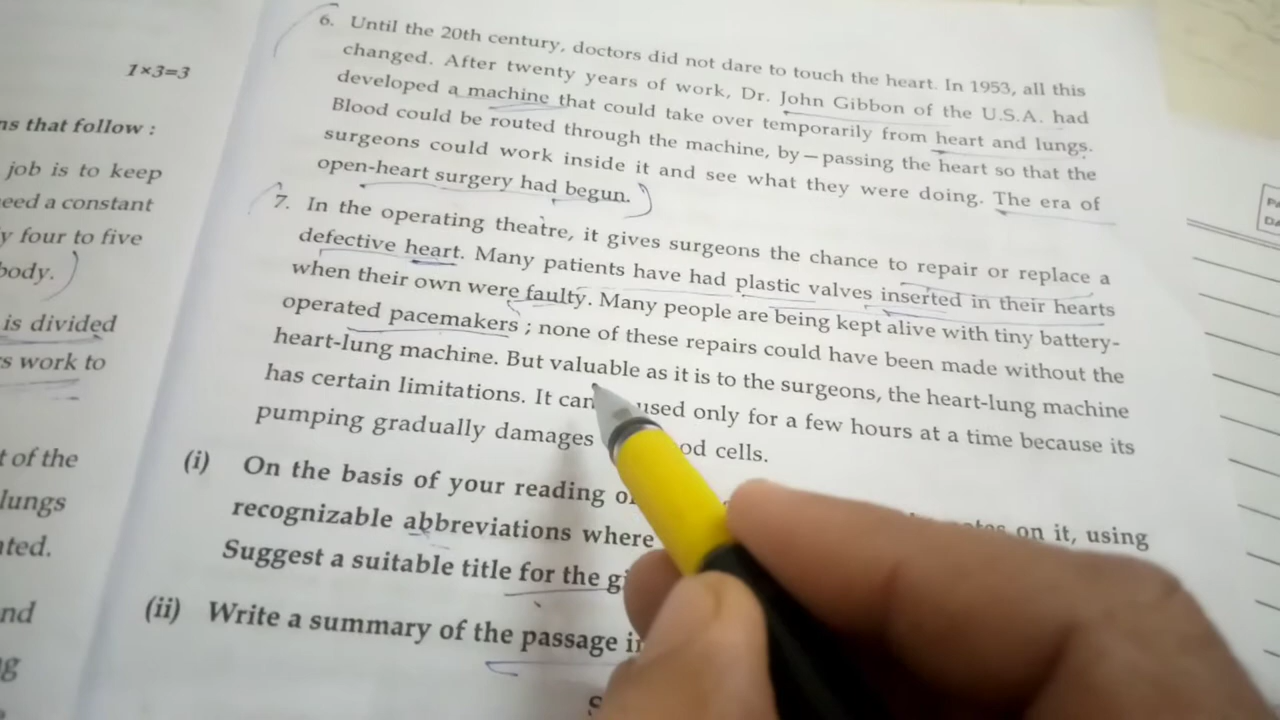 1×3=3
ns that follow :
job is to keep
eed a constant
y four to five
body.
is divided
s work to
t of the
lungs
ted.
nd
g
6. Until the 20th century, doctors did not dare to touch the heart. In 1953, all this
changed. After twenty years of work, Dr. John Gibbon of the U.S.A. had
developed a machine that could take over temporarily from heart and lungs.
Blood could be routed through the machine, by—passing the heart so that the
surgeons could work inside it and see what they were doing. The era of
open-heart surgery had begun.
7. In the operating theatre, it gives surgeons the chance to repair or replace a
defective heart. Many patients have had plastic valves inserted in their hearts
when their own were faulty. Many people are being kept alive with tiny battery-
operated pacemakers ; none of these repairs could have been made without the
heart-lung machine. But valuable as it is to the surgeons, the heart-lung machine
has certain limitations. It can used only for a few hours at a time because its
pumping gradually damages od cells.
(i) On the basis of your reading on it, using
recognizable abbreviations where
Suggest a suitable title for the g
(ii) Write a summary of the passage i